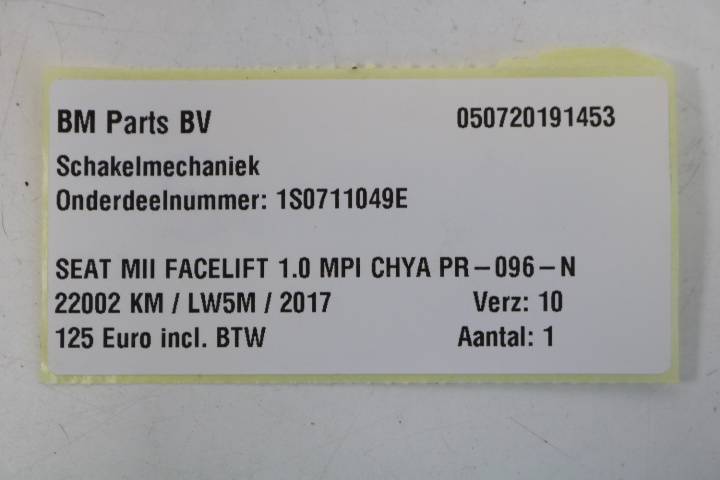 BM Parts BV 050720191453
Schakelmechaniek
Onderdeelnummer: 1S0711049E
SEAT MII FACELIFT 1.0 MPI CHYA PR-096-N
22002 KM / LW5M / 2017 Verz: 10
125 Euro incl. BTW Aantal: 1